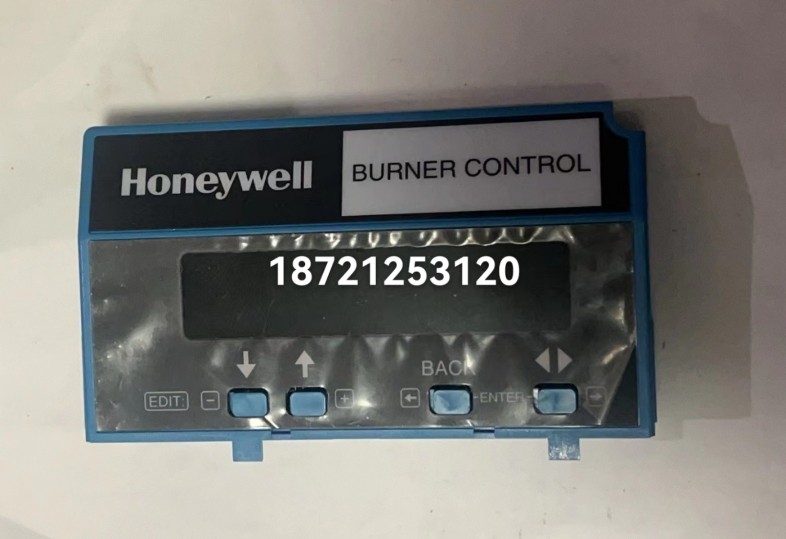 Honeywell
BURNER CONTROL
18721253120
BACK
EDIT: - + ENTER